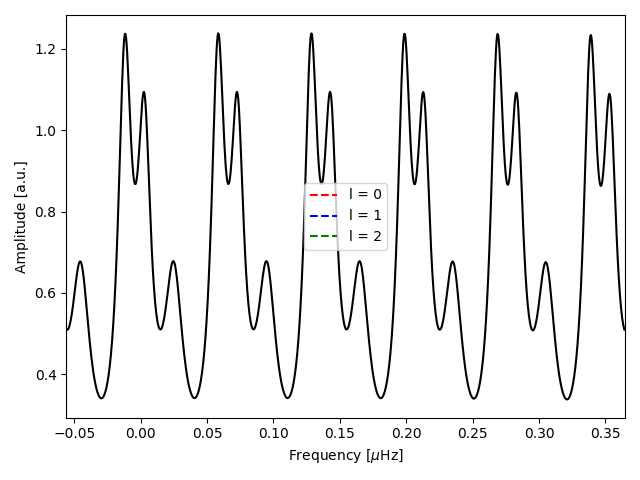 1.2
1.0
0.8
0.6
0.4
Amplitude [a.u.]
l = 0
l = 1
l = 2
−0.05 0.00 0.05 0.10 0.15 0.20 0.25 0.30 0.35
Frequency [μHz]